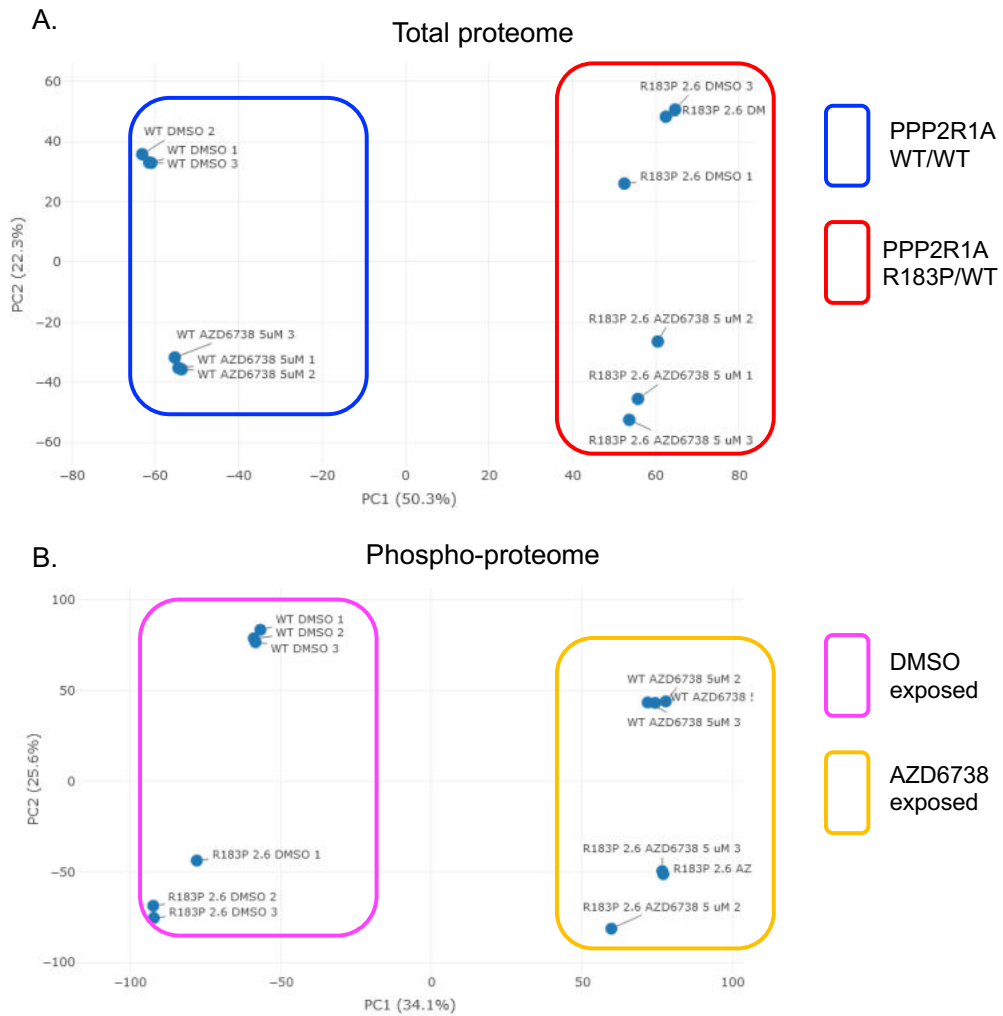 A.
Total proteome
60
40
20
0
−20
−40
−60
PC2 (22.3%)
R183P 2.6 DMSO 3
R183P 2.6 DM
WT DMSO 2
WT DMSO 1
WT DMSO 3
R183P 2.6 DMSO 1
R183P 2.6 AZD6738 5 uM 2
WT AZD6738 5uM 3
WT AZD6738 5uM 1
WT AZD6738 5uM 2
R183P 2.6 AZD6738 5 uM 1
R183P 2.6 AZD6738 5 uM 3
−80 −60 −40 −20 0 20 40 60 80
PC1 (50.3%)
PPP2R1A
WT/WT
PPP2R1A
R183P/WT
B.
Phospho-proteome
100
50
0
−50
−100
PC2 (25.6%)
WT DMSO 1
WT DMSO 2
WT DMSO 3
WT AZD6738 5uM 2
WT AZD6738 5
WT AZD6738 5uM 3
R183P 2.6 DMSO 1
R183P 2.6 AZD6738 5 uM 3
R183P 2.6 AZ
R183P 2.6 DMSO 2
R183P 2.6 DMSO 3
R183P 2.6 AZD6738 5 uM 2
−100 −50 0 50 100
PC1 (34.1%)
DMSO
exposed
AZD6738
exposed